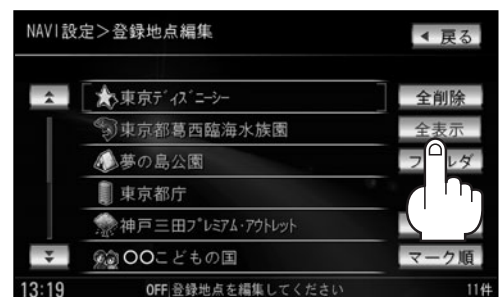 NAVI設定>登録地点編集
◀ 戻る
東京ディズニーシー
全削除
東京都葛西臨海水族園
全表示
夢の島公園
東京都庁
神戸三田プレミアム・アウトレット
〇〇こどもの国
マーク順
13:19 OFF 登録地点を編集してください 11件